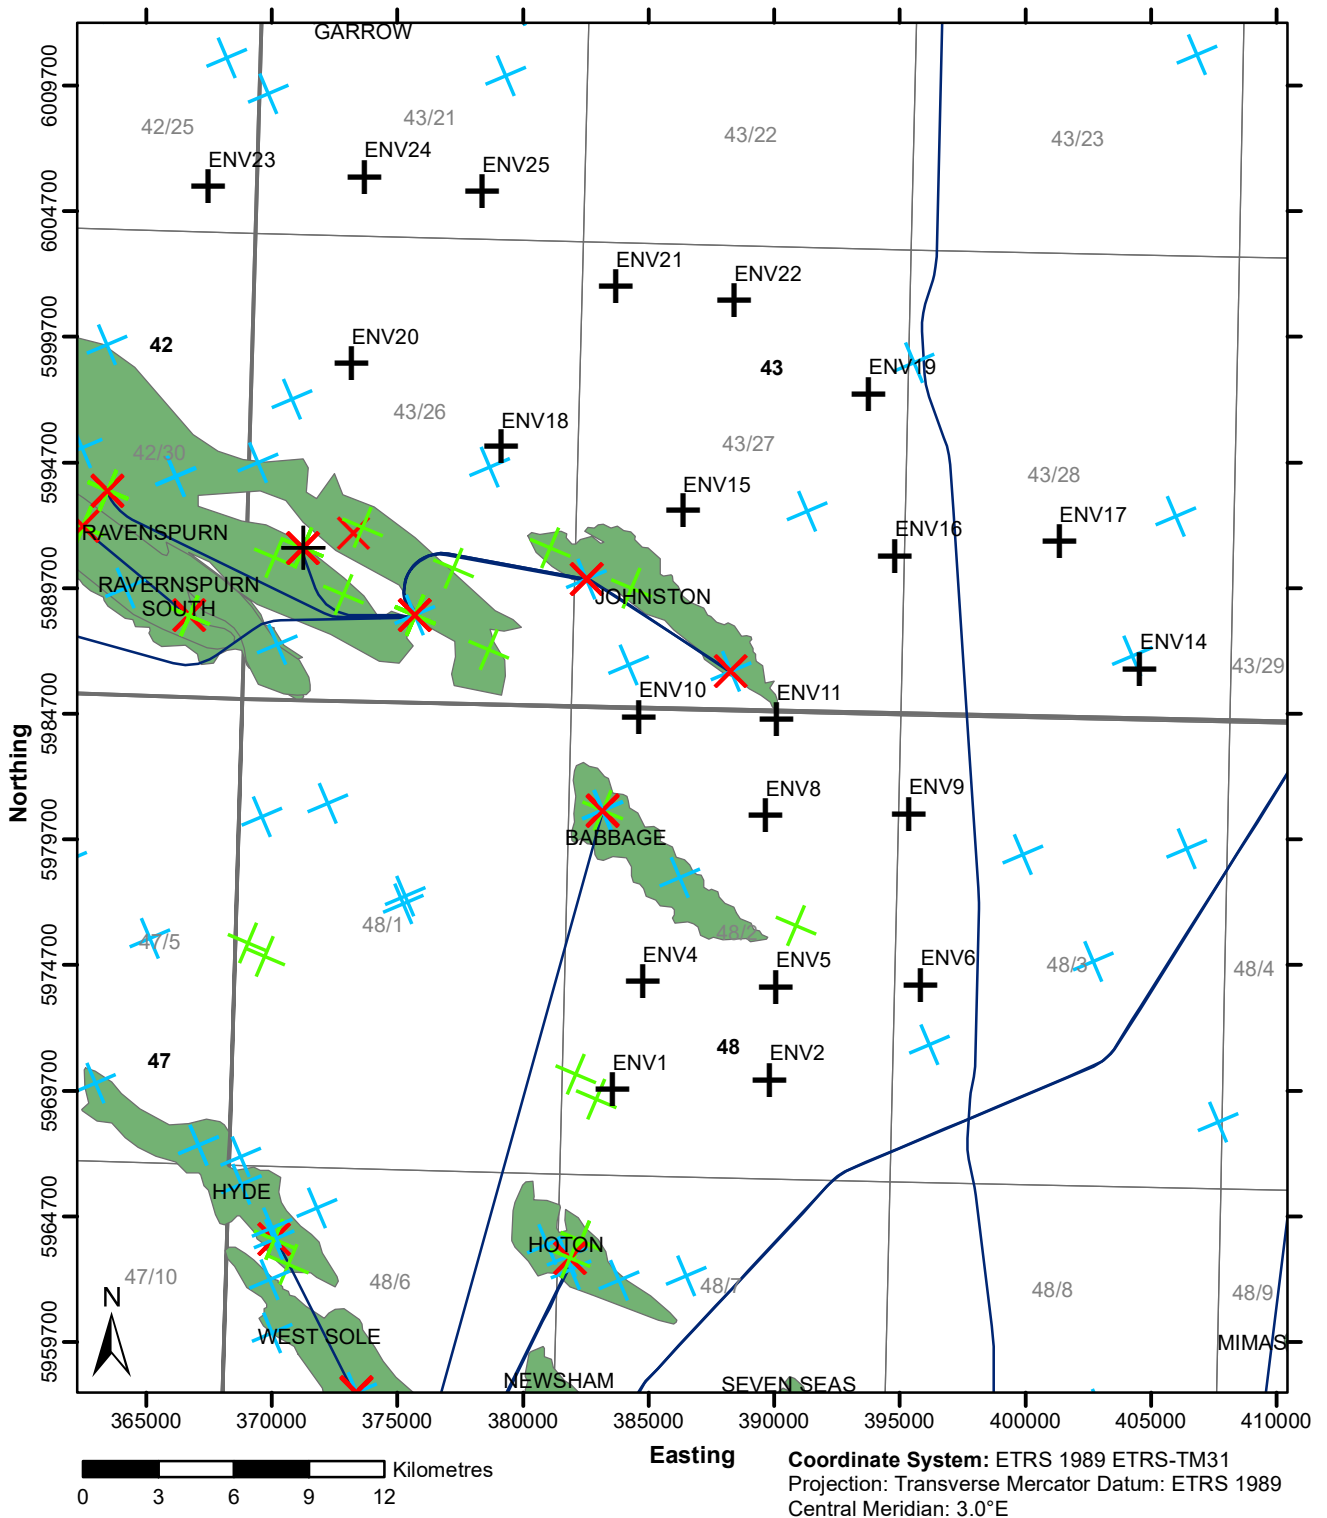 GARROW
6009700
42/25
43/21
43/22
43/23
ENV23
ENV24
ENV25
6004700
ENV21
ENV22
5999700
42
ENV20
43
ENV19
43/26
ENV18
43/27
42/30
5994700
43/28
ENV15
ENV16
ENV17
RAVENSPURN
5989700
RAVERNSPURN
SOUTH
JOHNSTON
ENV14
43/29
ENV10
ENV11
5984700
Northing
ENV8
ENV9
5979700
BABBAGE
48/1
48/2
47/5
5974700
ENV4
ENV5
ENV6
48/3
48/4
47
48
ENV1
ENV2
5969700
HYDE
5964700
HOTON
47/10
48/6
48/7
48/8
48/9
N
WEST SOLE
MIMAS
5959700
NEWSHAM
SEVEN SEAS
365000 370000 375000 380000 385000 390000 395000 400000 405000 410000
Easting
Kilometres
0 3 6 9 12
Coordinate System: ETRS 1989 ETRS-TM31
Projection: Transverse Mercator Datum: ETRS 1989
Central Meridian: 3.0°E